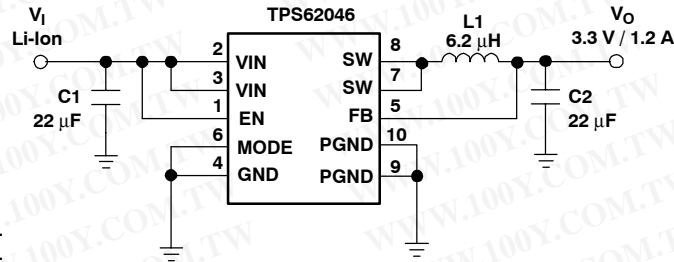 TPS62046
V_I
Li-Ion
L1
6.2 μH
V_O
3.3 V / 1.2 A
C1
22 μF
2 VIN
3 VIN
1 EN
6 MODE
4 GND
SW 8
SW 7
FB 5
PGND 10
PGND 9
C2
22 μF
WWW.100Y.COM.TW